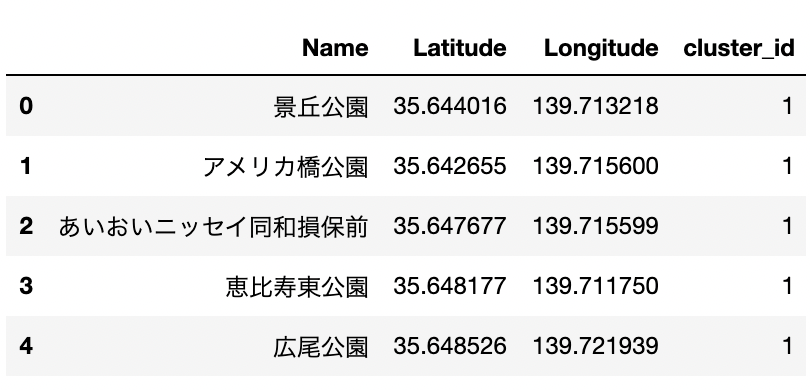 Name Latitude Longitude cluster_id
0 景丘公園 35.644016 139.713218 1
1 アメリカ橋公園 35.642655 139.715600 1
2 あいおいニッセイ同和損保前 35.647677 139.715599 1
3 恵比寿東公園 35.648177 139.711750 1
4 広尾公園 35.648526 139.721939 1